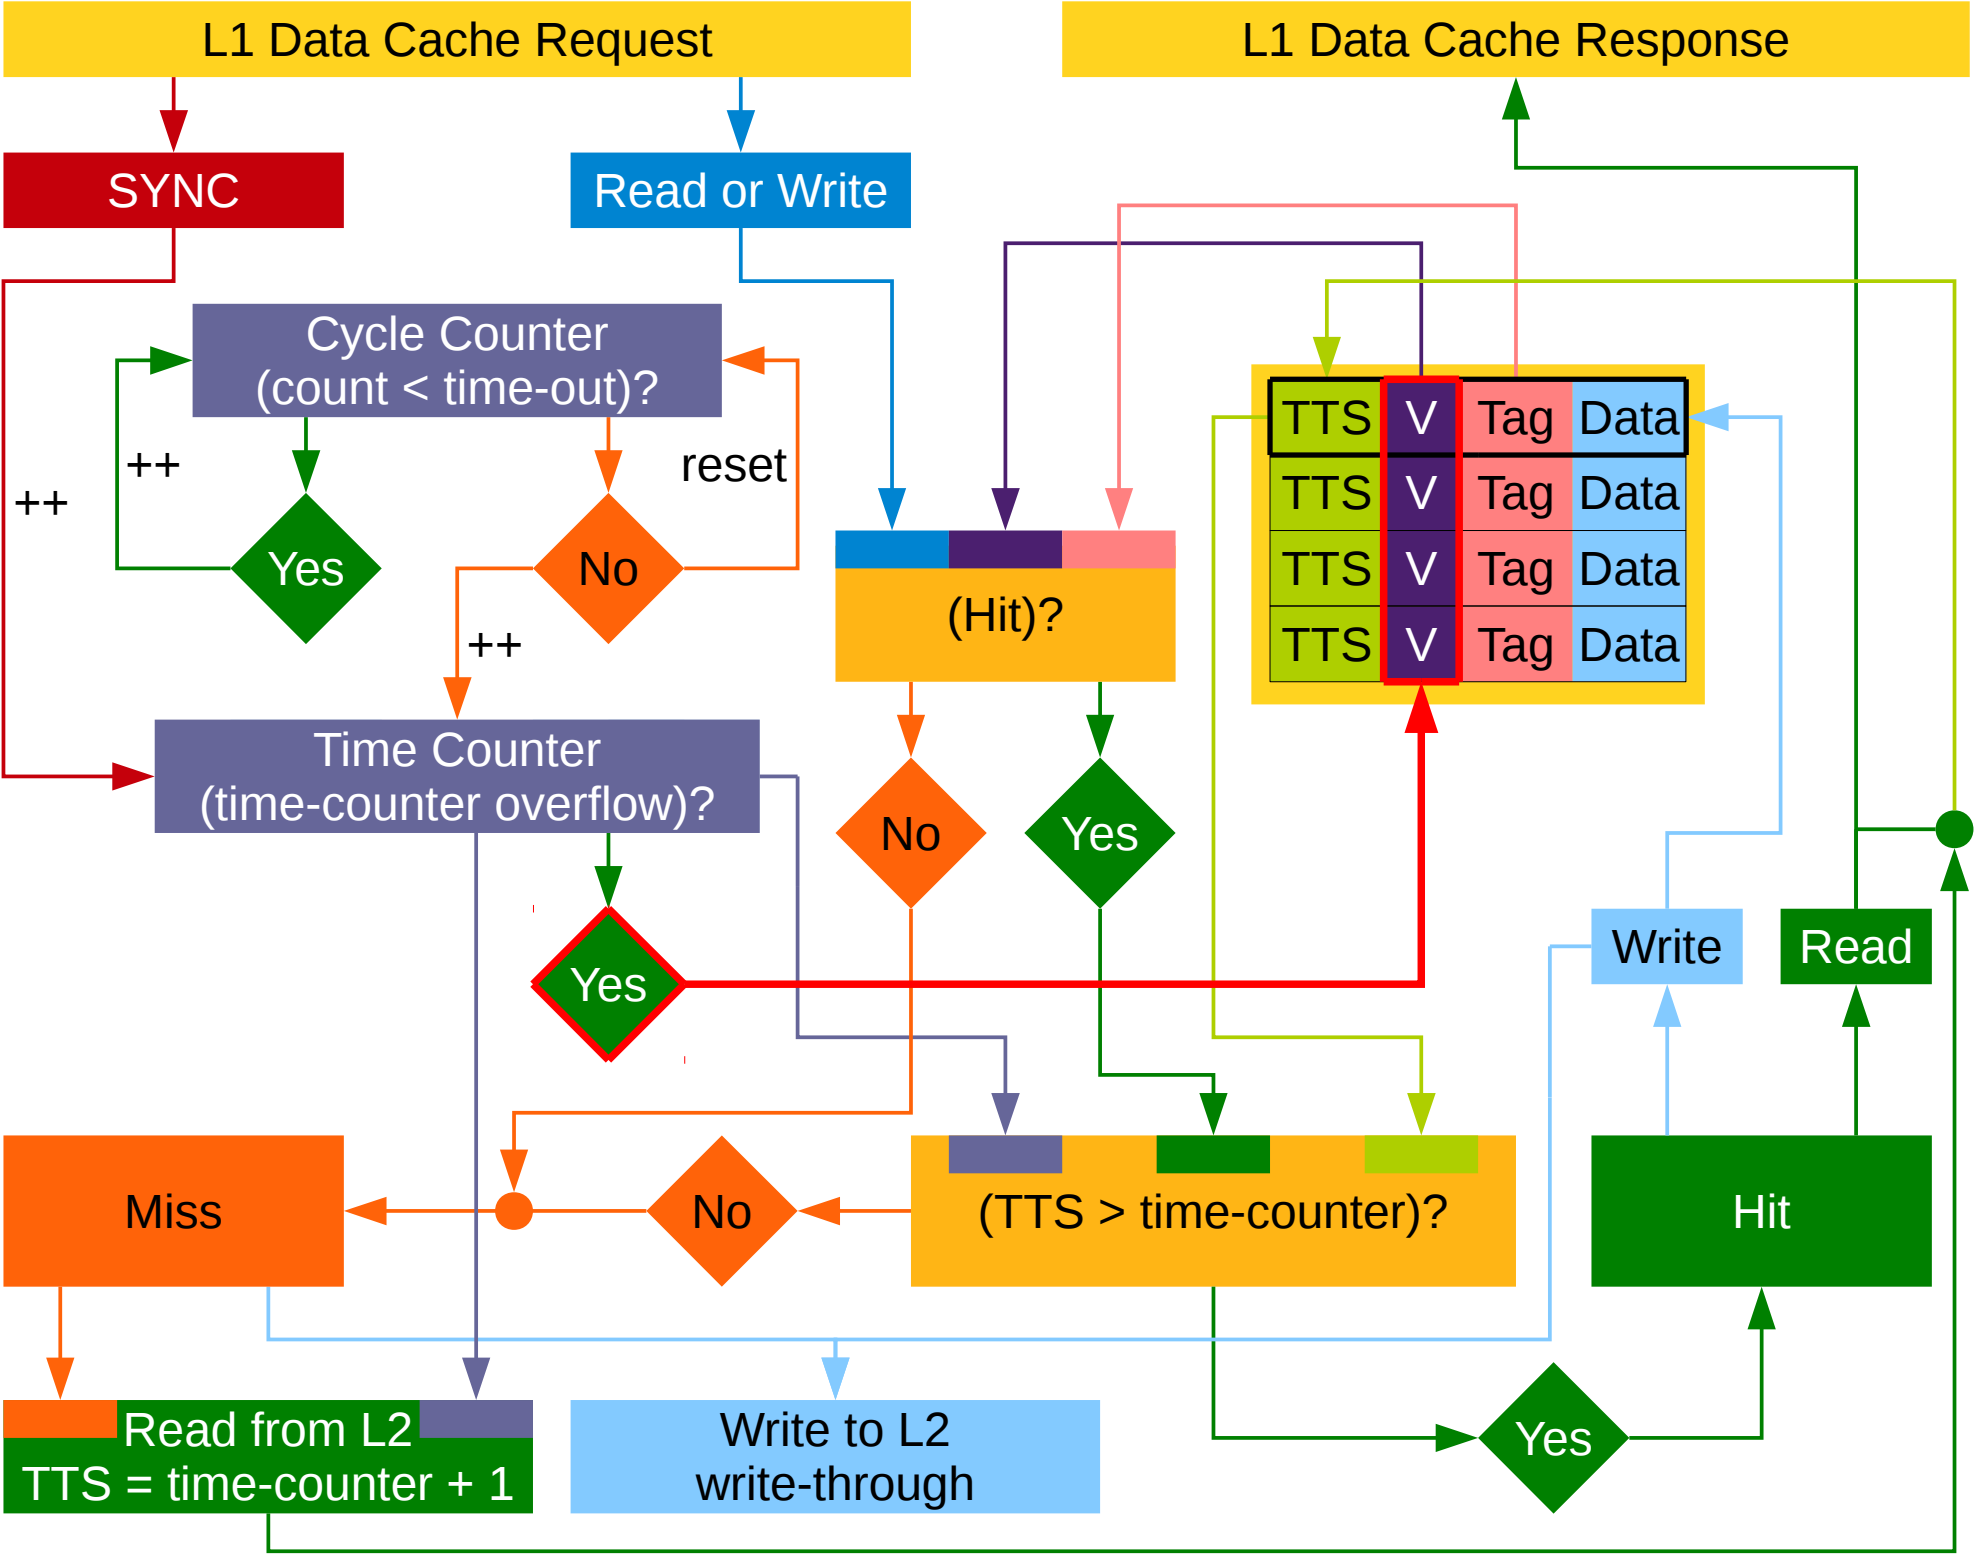 L1 Data Cache Request
L1 Data Cache Response
SYNC
Read or Write
Cycle Counter
(count < time-out)?
++
++
reset
Yes
No
++
TTS V Tag Data
TTS V Tag Data
TTS V Tag Data
TTS V Tag Data
(Hit)?
Time Counter
(time-counter overflow)?
No
Yes
Yes
Write
Read
Miss
No
(TTS > time-counter)?
Hit
Read from L2
TTS = time-counter + 1
Write to L2
write-through
Yes